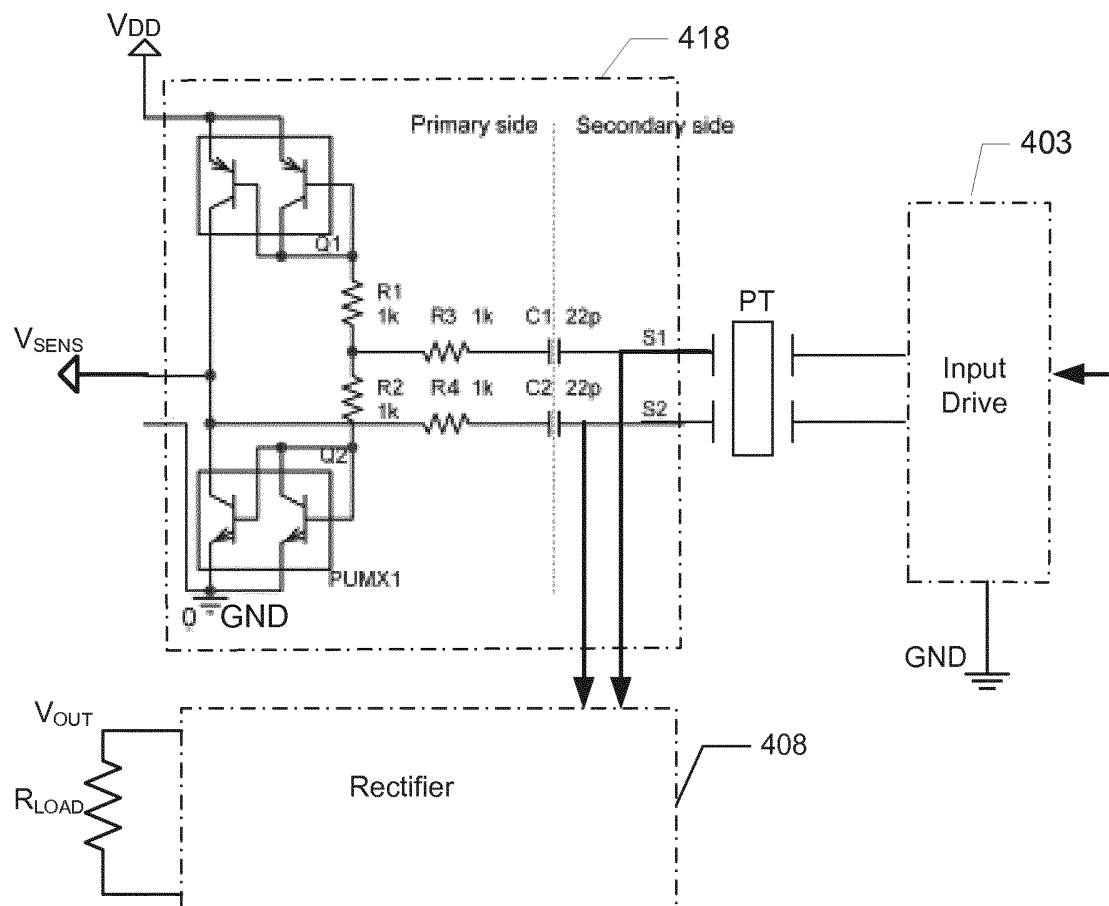 VDD
418
Primary side
Secondary side
403
Q1
R1
1k
R3 1k
C1 22p
S1
PT
VSENS
Input
Drive
R2
1k
R4 1k
C2 22p
S2
Q2
PUMX1
0 GND
GND
VOUT
RLOAD
Rectifier
408